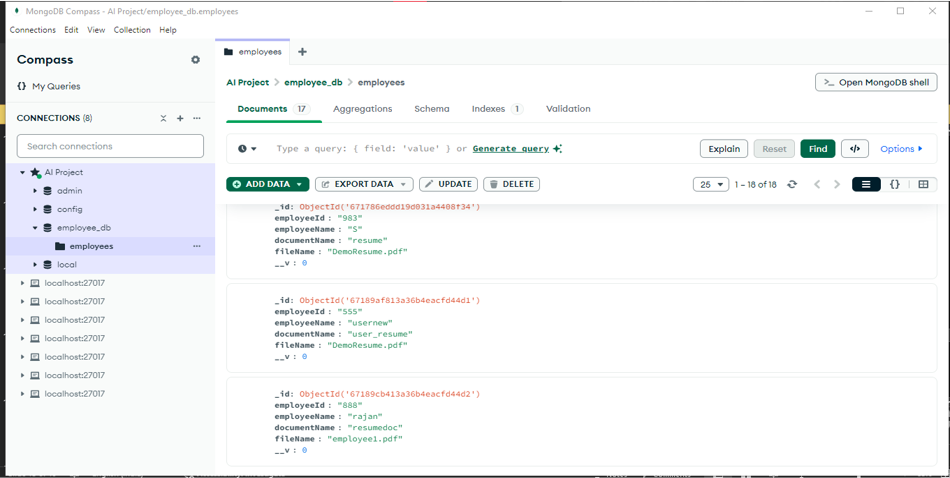 MongoDB Compass - AI Project/employee_db.employees
Connections Edit View Collection Help
Compass
{} My Queries
CONNECTIONS (8)
Search connections
AI Project
admin
config
employee_db
employees
local
localhost:27017
localhost:27017
localhost:27017
localhost:27017
localhost:27017
localhost:27017
localhost:27017
employees
AI Project > employee_db > employees
>_ Open MongoDB shell
Documents 17 Aggregations Schema Indexes 1 Validation
Type a query: { field: 'value' } or Generate query
Explain Reset Find </> Options
ADD DATA EXPORT DATA UPDATE DELETE
25 1 – 18 of 18 {}
_id: ObjectId('671786eddd19d031a4408f34')
employeeId : "983"
employeeName : "S"
documentName : "resume"
fileName : "DemoResume.pdf"
__v : 0
_id: ObjectId('67189af813a36b4eacfd44d1')
employeeId : "555"
employeeName : "usernew"
documentName : "user_resume"
fileName : "DemoResume.pdf"
__v : 0
_id: ObjectId('67189cb413a36b4eacfd44d2')
employeeId : "888"
employeeName : "rajan"
documentName : "resumedoc"
fileName : "employee1.pdf"
__v : 0